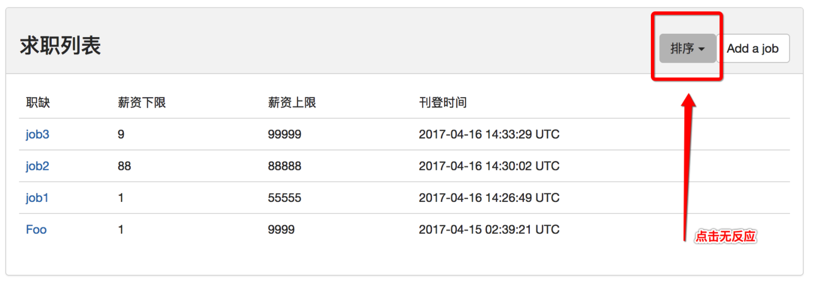 求职列表
排序 Add a job
职缺 薪资下限 薪资上限 刊登时间
job3 9 99999 2017-04-16 14:33:29 UTC
job2 88 88888 2017-04-16 14:30:02 UTC
job1 1 55555 2017-04-16 14:26:49 UTC
Foo 1 9999 2017-04-15 02:39:21 UTC
点击无反应